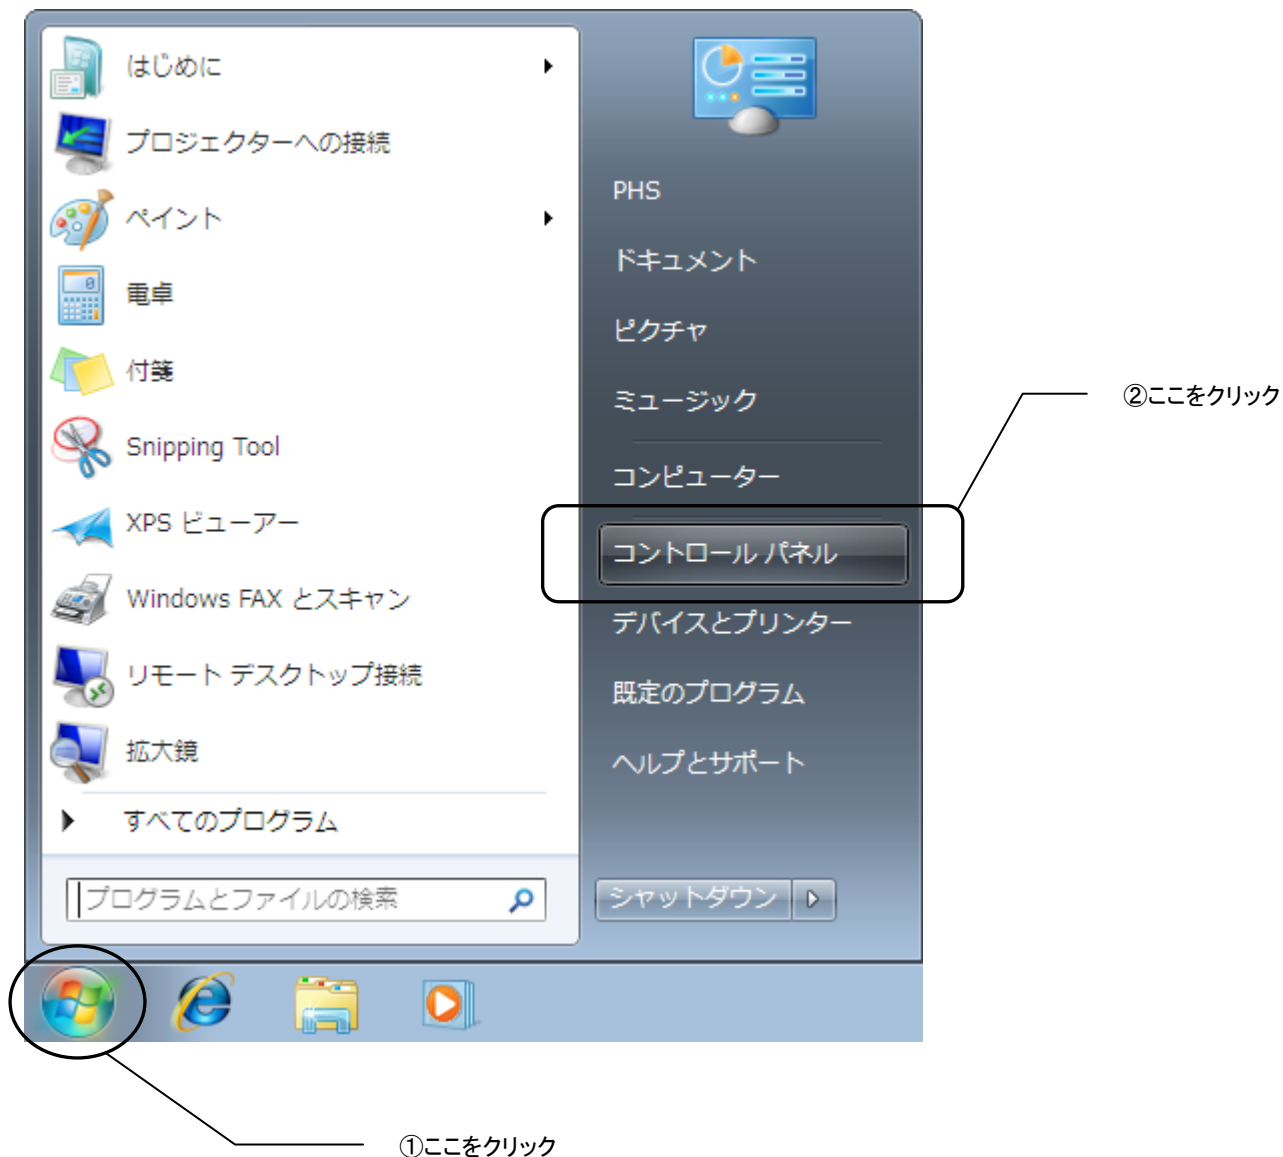 はじめに
プロジェクターへの接続
ペイント
電卓
付箋
Snipping Tool
XPS ビューアー
Windows FAX とスキャン
リモート デスクトップ接続
拡大鏡
すべてのプログラム
プログラムとファイルの検索
PHS
ドキュメント
ピクチャ
ミュージック
コンピューター
コントロール パネル
デバイスとプリンター
既定のプログラム
ヘルプとサポート
シャットダウン
②ここをクリック
①ここをクリック